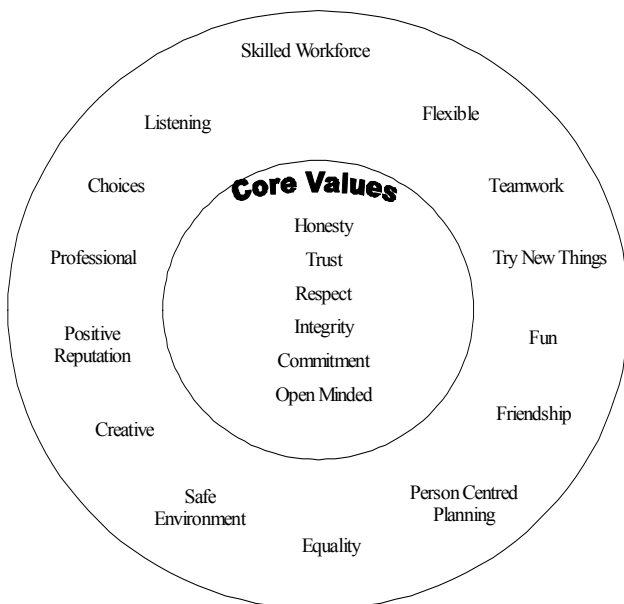 Skilled Workforce
Flexible
Listening
Core Values
Choices
Teamwork
Honesty
Professional
Trust
Try New Things
Respect
Positive
Reputation
Integrity
Fun
Commitment
Open Minded
Friendship
Creative
Safe
Environment
Person Centred
Planning
Equality